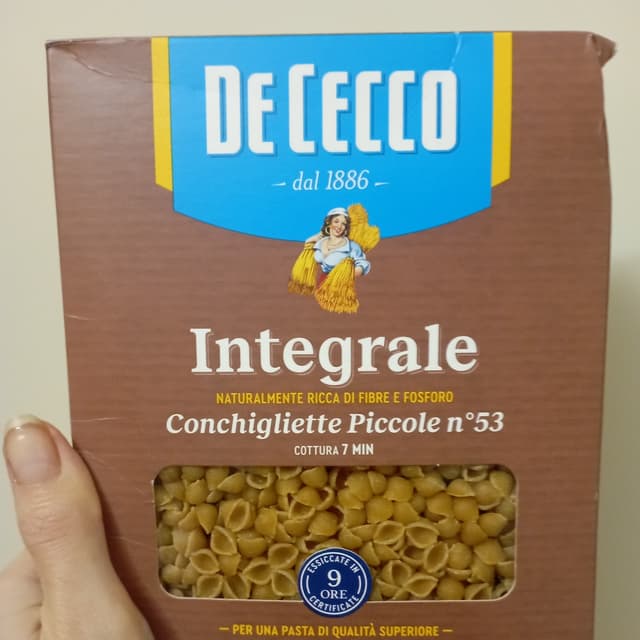 DE CECCO
dal 1886
Integrale
NATURALMENTE RICCA DI FIBRE E FOSFORO
Conchigliette Piccole n°53
COTTURA 7 MIN
ESSICCATE IN
9
ORE
CERTIFICATE
PER UNA PASTA DI QUALITÀ SUPERIORE